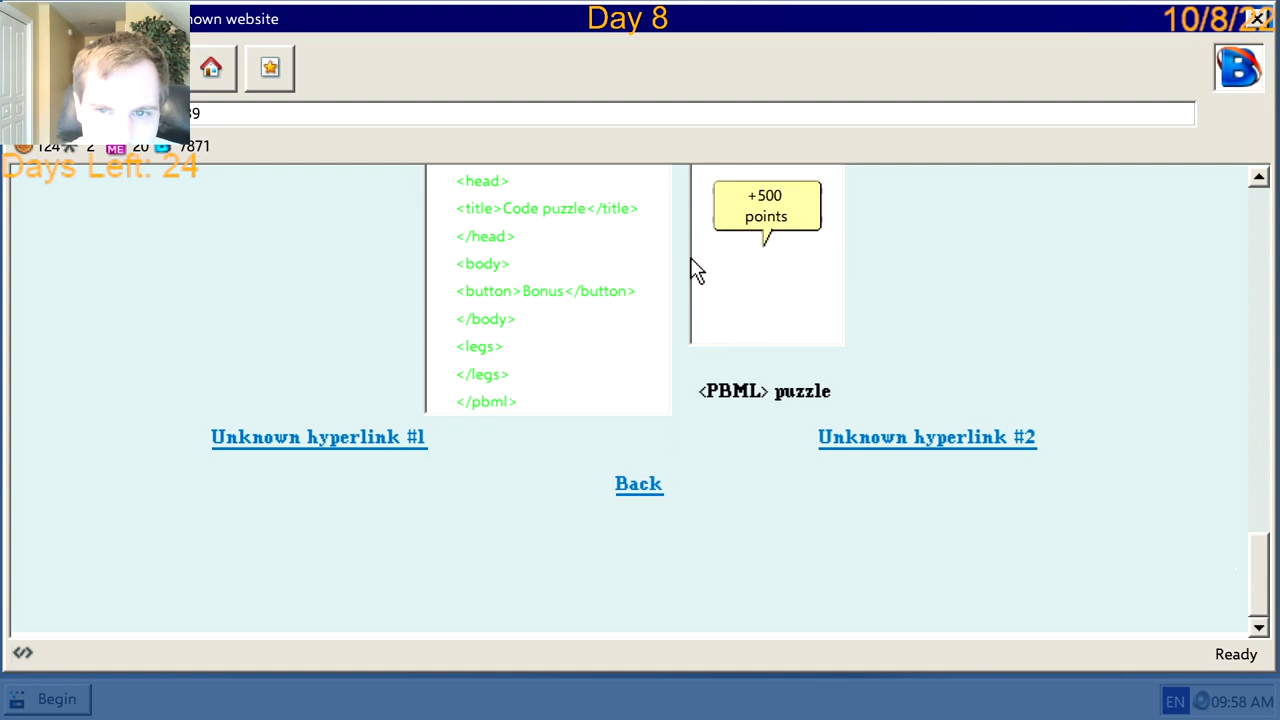 nown website
Day 8
10/8/22
39
124 2 ME 20 7871
Days Left: 24
<head>
<title>Code puzzle</title>
</head>
<body>
<button>Bonus</button>
</body>
<legs>
</legs>
</pbml>
+500
points
<PBML> puzzle
Unknown hyperlink #1
Unknown hyperlink #2
Back
Ready
Begin
EN 09:58 AM